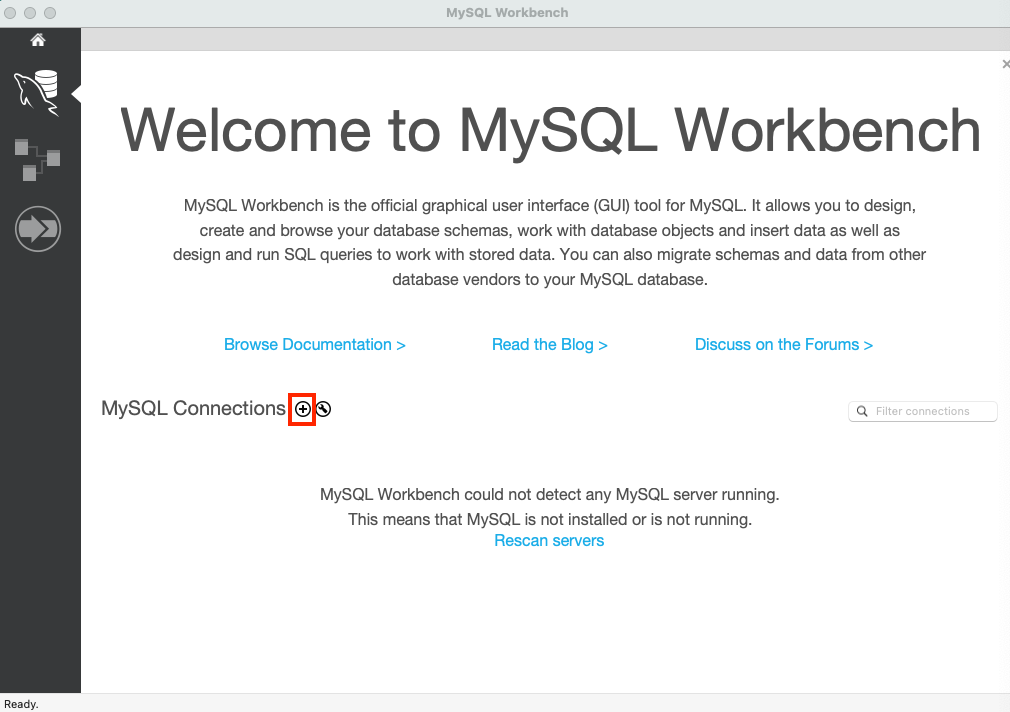 MySQL Workbench
Welcome to MySQL Workbench
MySQL Workbench is the official graphical user interface (GUI) tool for MySQL. It allows you to design,
create and browse your database schemas, work with database objects and insert data as well as
design and run SQL queries to work with stored data. You can also migrate schemas and data from other
database vendors to your MySQL database.
Browse Documentation > Read the Blog > Discuss on the Forums >
MySQL Connections Filter connections
MySQL Workbench could not detect any MySQL server running.
This means that MySQL is not installed or is not running.
Rescan servers
Ready.